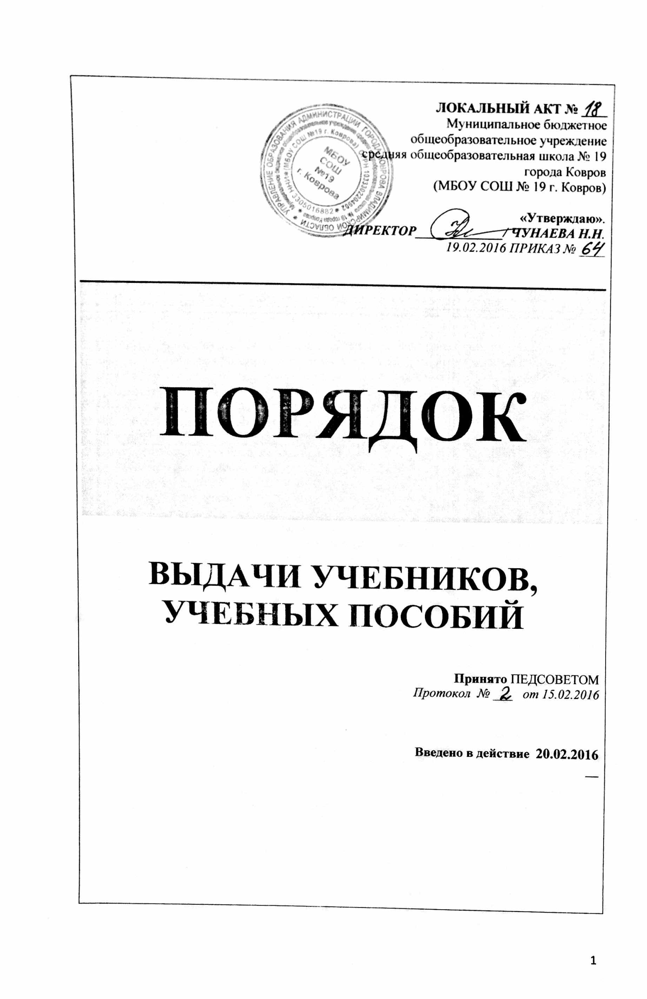 ЛОКАЛЬНЫЙ АКТ № 18
Муниципальное бюджетное
общеобразовательное учреждение
средняя общеобразовательная школа № 19
города Ковров
(МБОУ СОШ № 19 г. Ковров)
УПРАВЛЕНИЕ ОБРАЗОВАНИЯ АДМИНИСТРАЦИИ ГОРОДА КОВРОВА ВЛАДИМИРСКОЙ ОБЛАСТИ
Муниципальное бюджетное общеобразовательное учреждение средняя общеобразовательная школа № 19 города Коврова
(МБОУ СОШ №19 г. Коврова) ОГРН 1033302204902 * ИНН 3305016882 *
МБОУ
СОШ
№19
г. Коврова
«Утверждаю».
ДИРЕКТОР / ЧУНАЕВА Н.Н.
19.02.2016 ПРИКАЗ № 64
ПОРЯДОК
ВЫДАЧИ УЧЕБНИКОВ,
УЧЕБНЫХ ПОСОБИЙ
Принято ПЕДСОВЕТОМ
Протокол № 2 от 15.02.2016
Введено в действие 20.02.2016
1